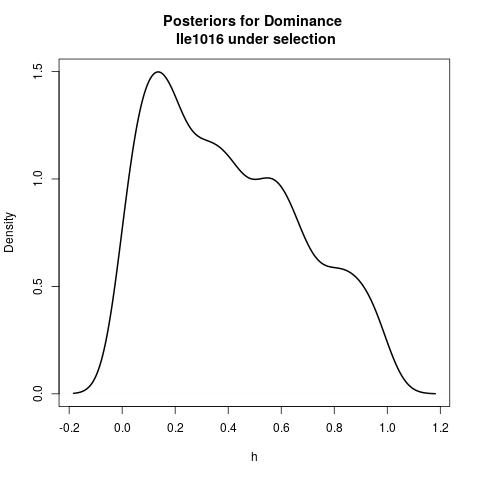 Posteriors for Dominance
Ile1016 under selection
Density
1.5
1.0
0.5
0.0
-0.2 0.0 0.2 0.4 0.6 0.8 1.0 1.2
h